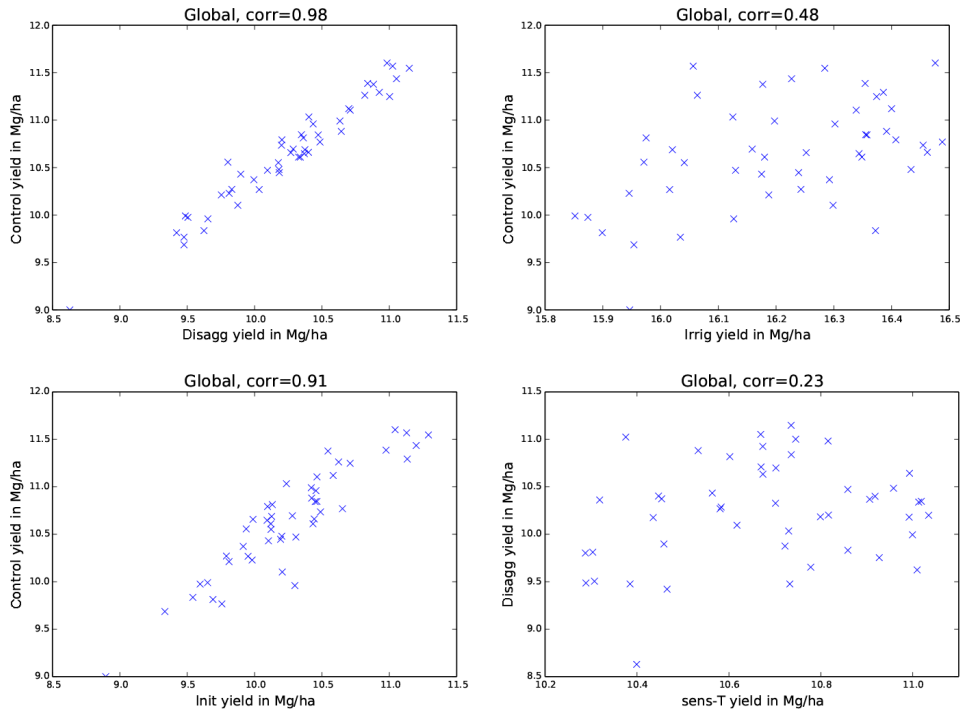 Global, corr=0.98
12.0
11.5
11.0
10.5
10.0
9.5
9.0
8.5 9.0 9.5 10.0 10.5 11.0 11.5
Control yield in Mg/ha
Disagg yield in Mg/ha
Global, corr=0.48
12.0
11.5
11.0
10.5
10.0
9.5
9.0
15.8 15.9 16.0 16.1 16.2 16.3 16.4 16.5
Control yield in Mg/ha
Irrig yield in Mg/ha
Global, corr=0.91
12.0
11.5
11.0
10.5
10.0
9.5
9.0
8.5 9.0 9.5 10.0 10.5 11.0 11.5
Control yield in Mg/ha
Init yield in Mg/ha
Global, corr=0.23
11.5
11.0
10.5
10.0
9.5
9.0
8.5
10.2 10.4 10.6 10.8 11.0
Disagg yield in Mg/ha
sens-T yield in Mg/ha